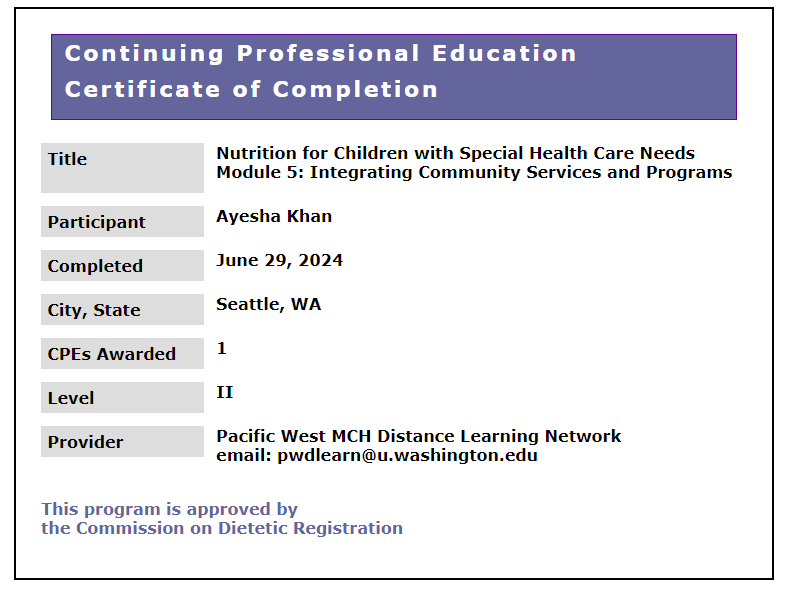 Continuing Professional Education
Certificate of Completion
Title
Nutrition for Children with Special Health Care Needs
Module 5: Integrating Community Services and Programs
Participant
Ayesha Khan
Completed
June 29, 2024
City, State
Seattle, WA
CPEs Awarded
1
Level
II
Provider
Pacific West MCH Distance Learning Network
email: pwdlearn@u.washington.edu
This program is approved by
the Commission on Dietetic Registration